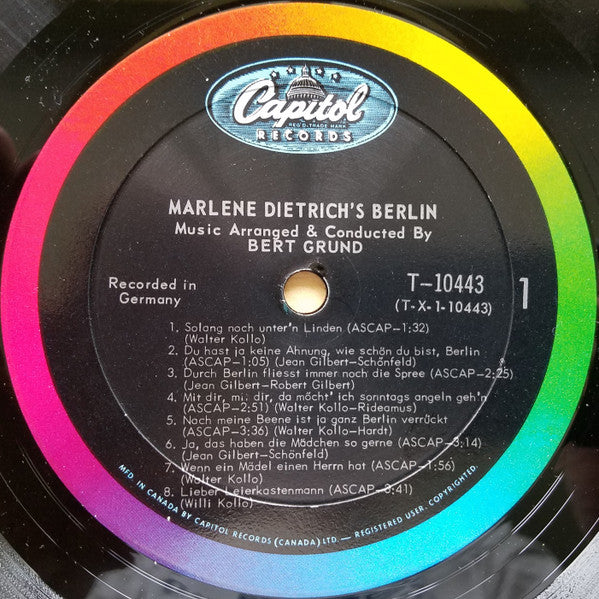 Capitol
REG'D. TRADE MARK
RECORDS
MARLENE DIETRICH'S BERLIN
Music Arranged & Conducted By
BERT GRUND
Recorded in
Germany
T-10443
(T-X-1-10443)
1
1. Solang noch unter'n Linden (ASCAP-1:32)
(Walter Kollo)
2. Du hast ja keine Ahnung, wie schön du bist, Berlin
(ASCAP-1:05) (Jean Gilbert-Schönfeld)
3. Durch Berlin fliesst immer noch die Spree (ASCAP-2:25)
(Jean Gilbert-Robert Gilbert)
4. Mit dir, mit dir, da möcht' ich sonntags angeln geh'n
(ASCAP-2:51) (Walter Kollo-Rideamus)
5. Nach meine Beene ist ja ganz Berlin verrückt
(ASCAP-3:36) (Walter Kollo-Hardt)
6. Ja, das haben die Mädchen so gerne (ASCAP-3:14)
(Jean Gilbert-Schönfeld)
7. Wenn ein Mädel einen Herrn hat (ASCAP-1:56)
(Walter Kollo)
8. Lieber Leierkastenmann (ASCAP-3:41)
(Willi Kollo)
MFD. IN CANADA BY CAPITOL RECORDS (CANADA) LTD. — REGISTERED USER. COPYRIGHTED.